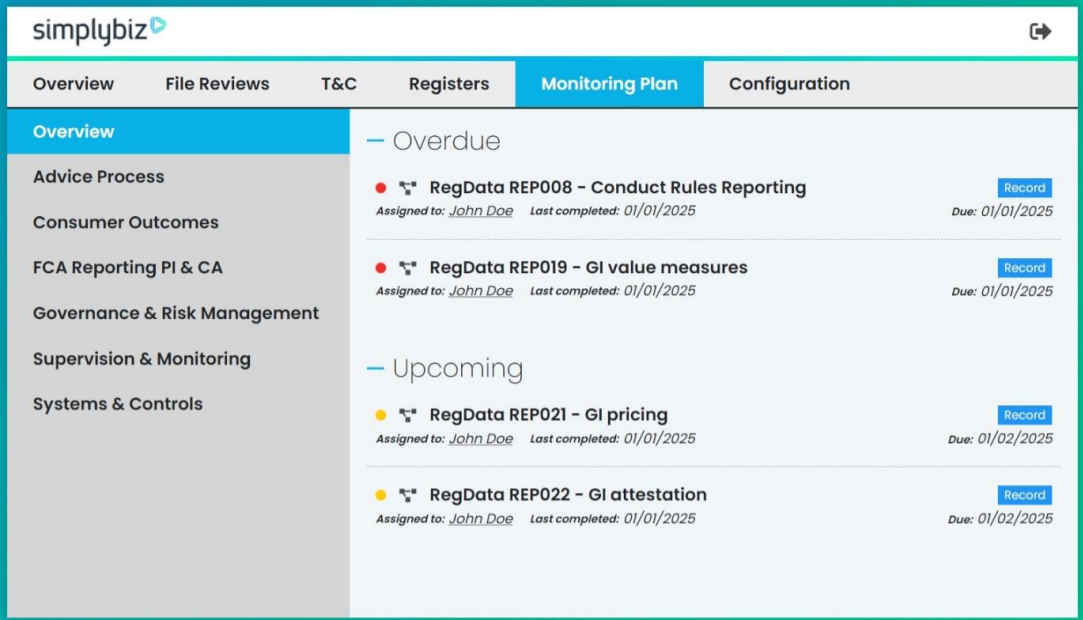 simplybiz
Overview File Reviews T&C Registers Monitoring Plan Configuration
Overview
Advice Process
Consumer Outcomes
FCA Reporting PI & CA
Governance & Risk Management
Supervision & Monitoring
Systems & Controls
Overdue
RegData REP008 - Conduct Rules Reporting Record
Assigned to: John Doe Last completed: 01/01/2025 Due: 01/01/2025
RegData REP019 - GI value measures Record
Assigned to: John Doe Last completed: 01/01/2025 Due: 01/01/2025
Upcoming
RegData REP021 - GI pricing Record
Assigned to: John Doe Last completed: 01/01/2025 Due: 01/02/2025
RegData REP022 - GI attestation Record
Assigned to: John Doe Last completed: 01/01/2025 Due: 01/02/2025